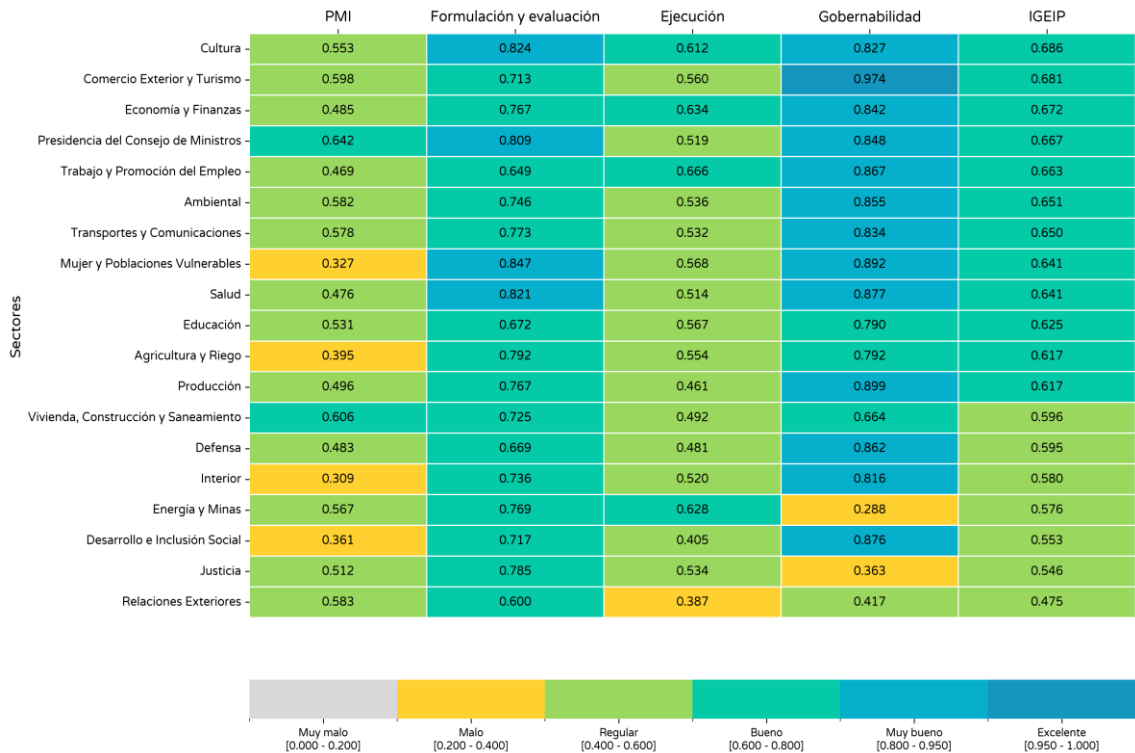 PMI Formulación y evaluación Ejecución Gobernabilidad IGEIP
Sectores
Cultura 0.553 0.824 0.612 0.827 0.686
Comercio Exterior y Turismo 0.598 0.713 0.560 0.974 0.681
Economía y Finanzas 0.485 0.767 0.634 0.842 0.672
Presidencia del Consejo de Ministros 0.642 0.809 0.519 0.848 0.667
Trabajo y Promoción del Empleo 0.469 0.649 0.666 0.867 0.663
Ambiental 0.582 0.746 0.536 0.855 0.651
Transportes y Comunicaciones 0.578 0.773 0.532 0.834 0.650
Mujer y Poblaciones Vulnerables 0.327 0.847 0.568 0.892 0.641
Salud 0.476 0.821 0.514 0.877 0.641
Educación 0.531 0.672 0.567 0.790 0.625
Agricultura y Riego 0.395 0.792 0.554 0.792 0.617
Producción 0.496 0.767 0.461 0.899 0.617
Vivienda, Construcción y Saneamiento 0.606 0.725 0.492 0.664 0.596
Defensa 0.483 0.669 0.481 0.862 0.595
Interior 0.309 0.736 0.520 0.816 0.580
Energía y Minas 0.567 0.769 0.628 0.288 0.576
Desarrollo e Inclusión Social 0.361 0.717 0.405 0.876 0.553
Justicia 0.512 0.785 0.534 0.363 0.546
Relaciones Exteriores 0.583 0.600 0.387 0.417 0.475
Muy malo Malo Regular Bueno Muy bueno Excelente
[0.000 - 0.200] [0.200 - 0.400] [0.400 - 0.600] [0.600 - 0.800] [0.800 - 0.950] [0.950 - 1.000]